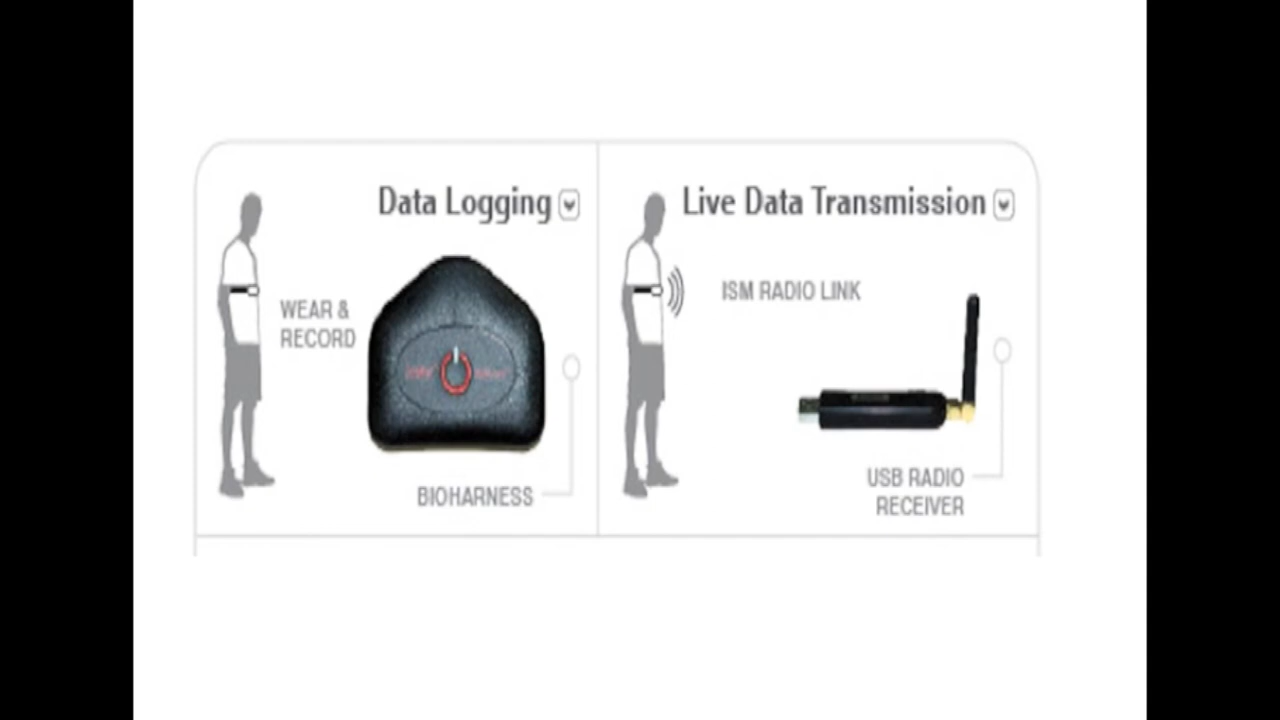 Data Logging
WEAR &
RECORD
BIOHARNESS
Live Data Transmission
ISM RADIO LINK
USB RADIO
RECEIVER